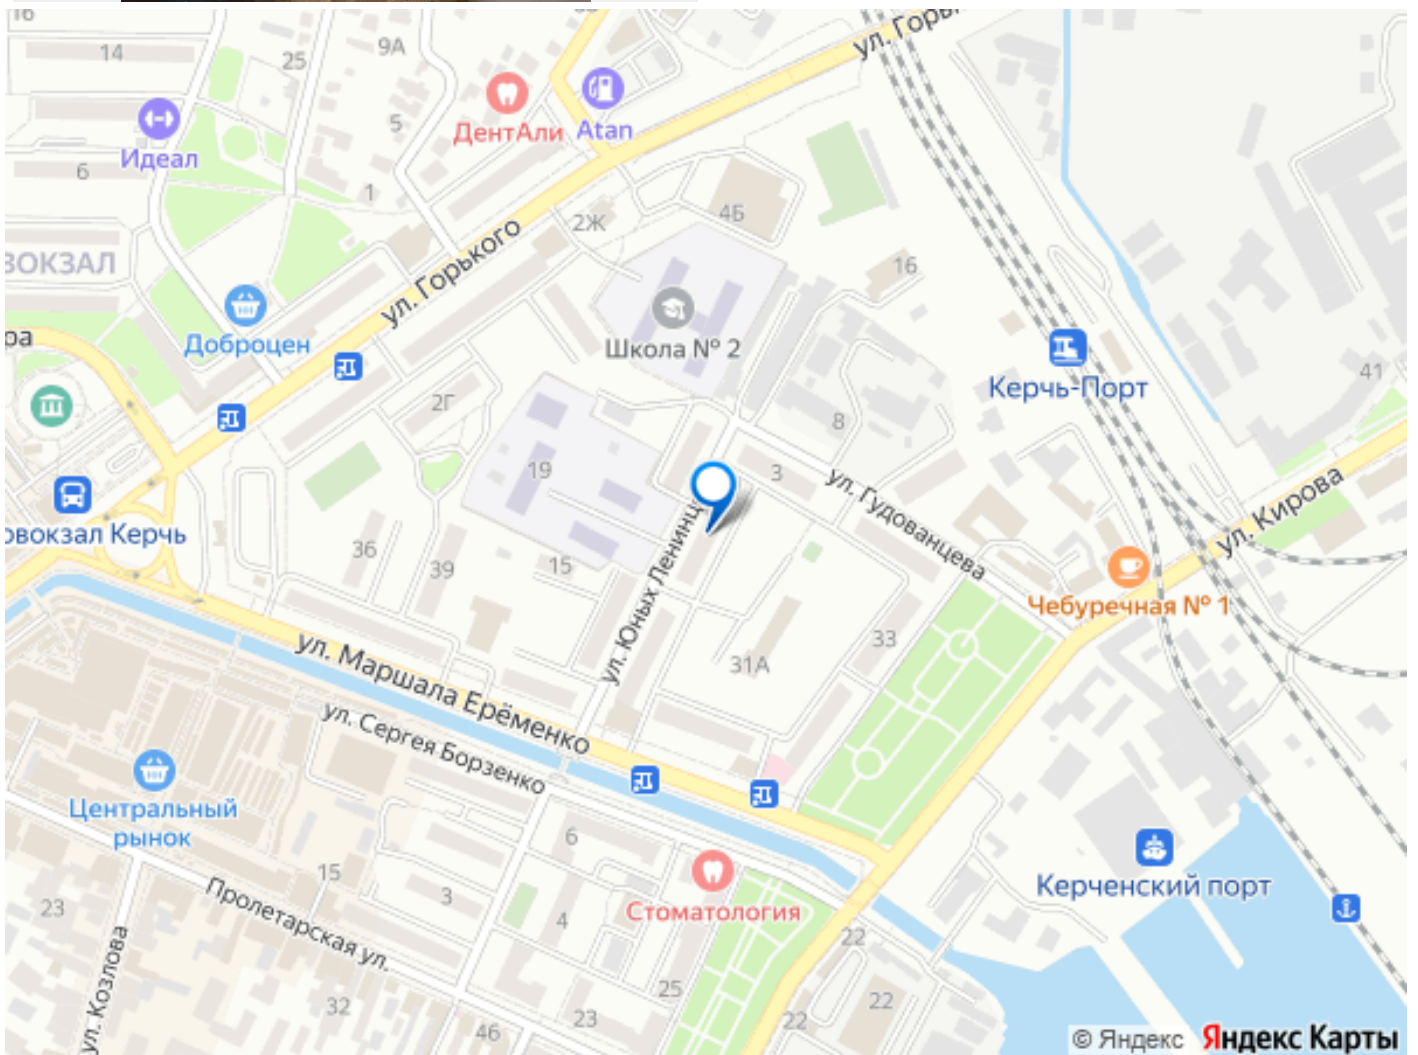 16
14
9А
25
ул. Горь
5
ДентАли
Atan
Идеал
6
1
4Б
2Ж
ВОКЗАЛ
ул. Горького
16
Доброцен
Школа № 2
ра
Керчь-Порт
41
2Г
8
19
3
ул. Гудованцева
ул. Кирова
овокзал Керчь
36
39
15
ул. Юных Ленинц
Чебуречная № 1
ул. Маршала Ерёменко
31А
33
ул. Сергея Борзенко
Центральный
рынок
6
15
3
4
Стоматология
Керченский порт
23
Пролетарская ул.
ул. Козлова
22
25
22
32
46
23
22
© Яндекс Яндекс Карты